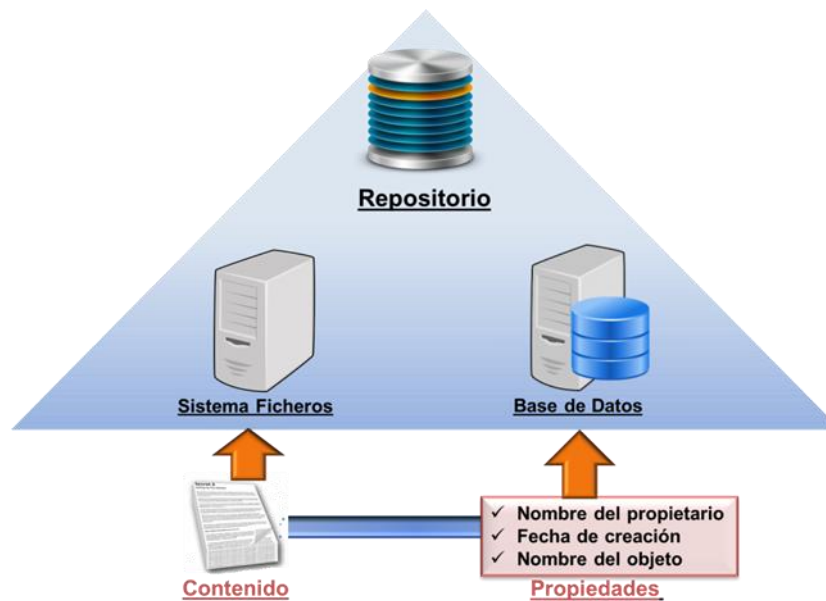 Repositorio
Sistema Ficheros
Base de Datos
✓ Nombre del propietario
✓ Fecha de creación
✓ Nombre del objeto
Contenido
Propiedades